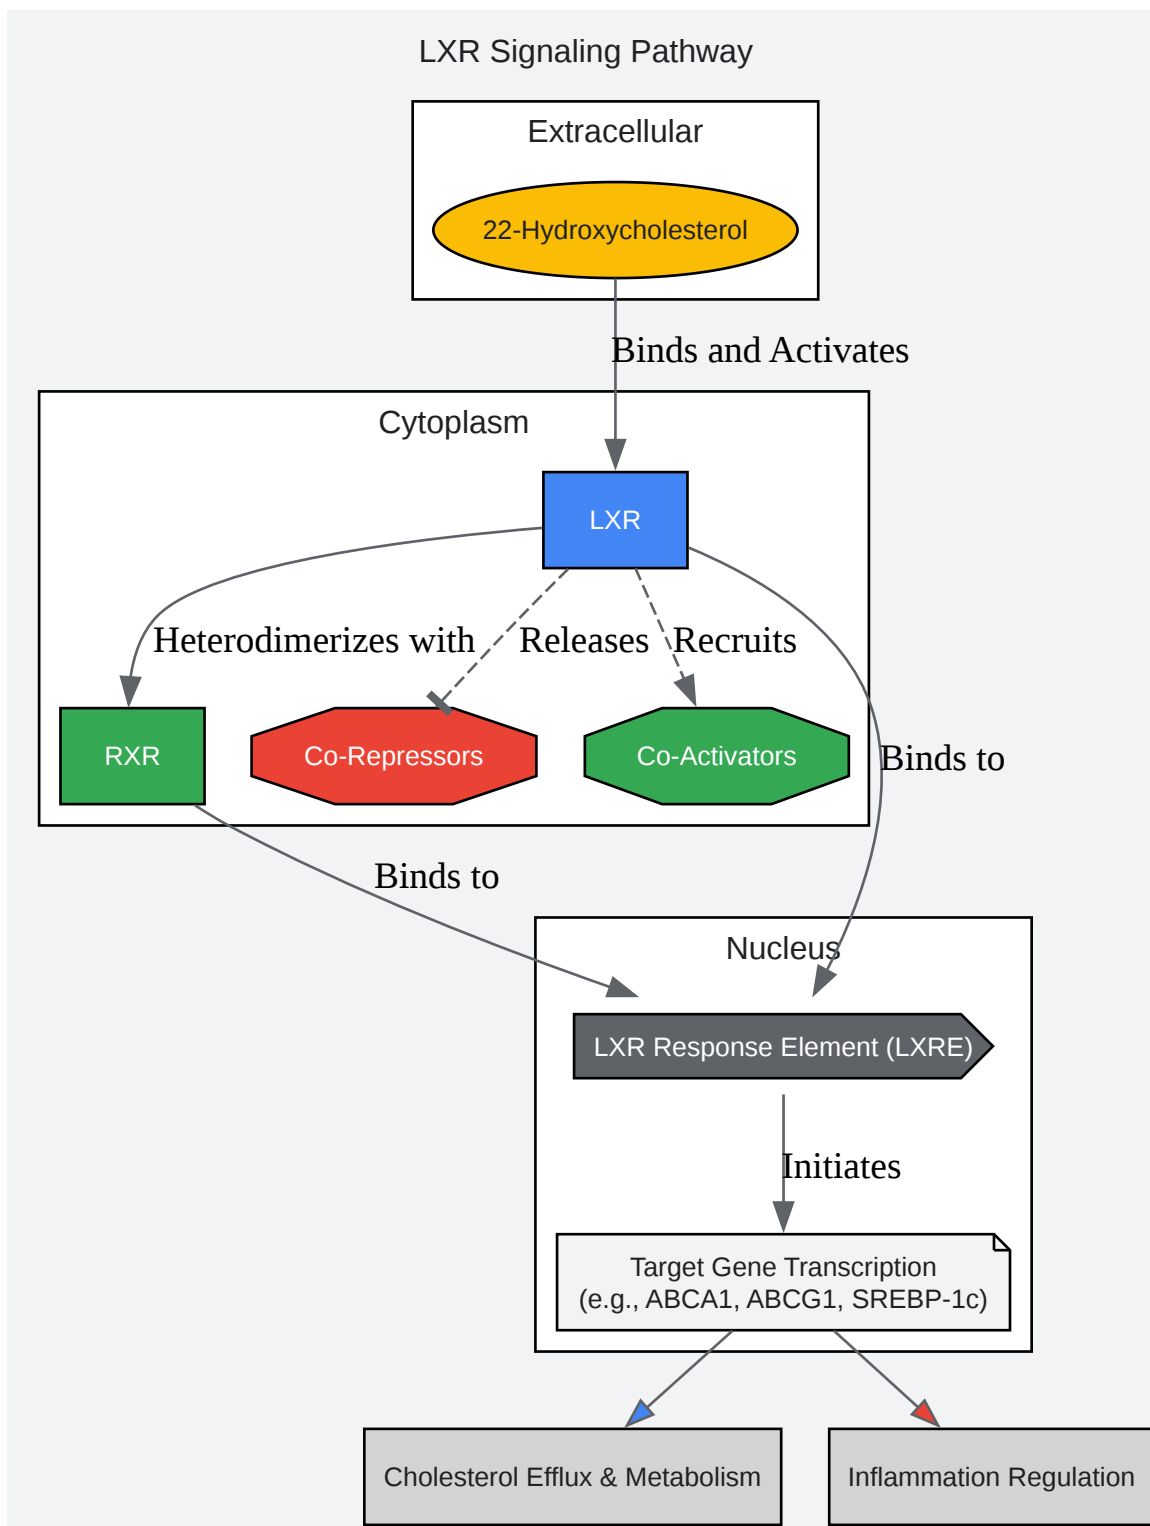 LXR Signaling Pathway
Extracellular
22-Hydroxycholesterol
Binds and Activates
Cytoplasm
LXR
Heterodimerizes with
Releases
Recruits
RXR
Co-Repressors
Co-Activators
Binds to
Binds to
Nucleus
LXR Response Element (LXRE)
Initiates
Target Gene Transcription
(e.g., ABCA1, ABCG1, SREBP-1c)
Cholesterol Efflux & Metabolism
Inflammation Regulation